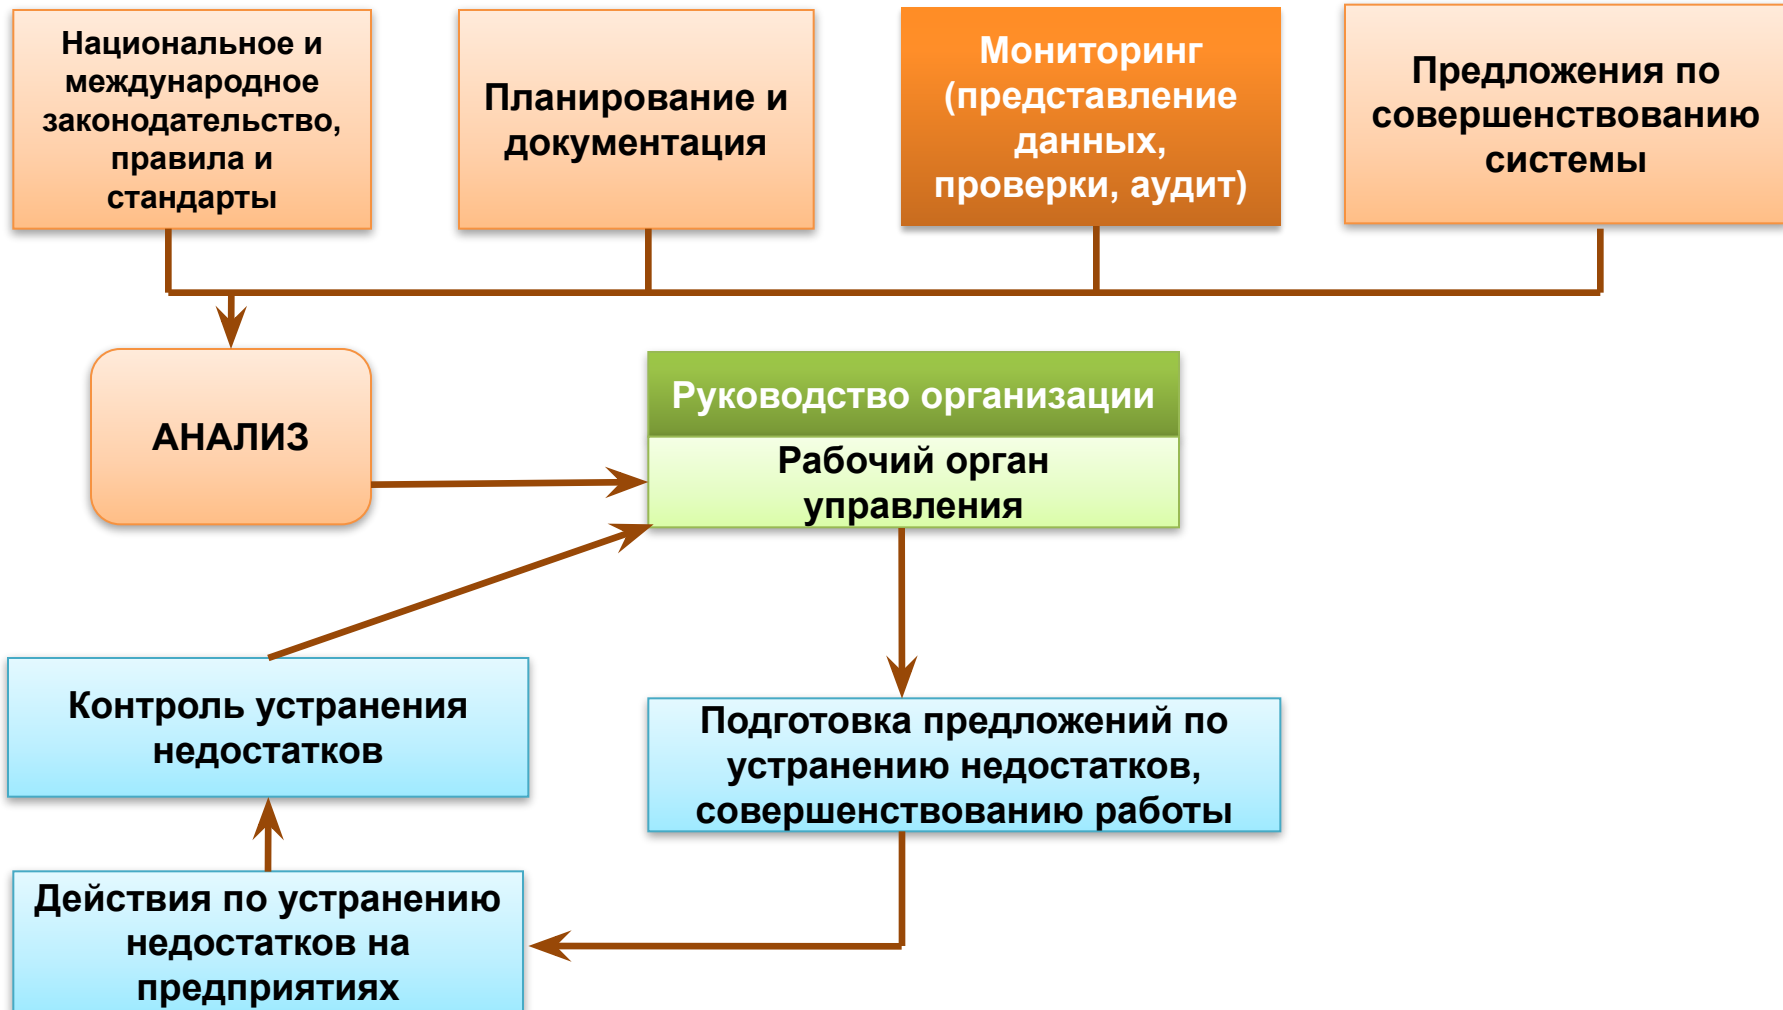 Национальное и
международное
законодательство,
правила и
стандарты
Планирование и
документация
Мониторинг
(представление
данных,
проверки, аудит)
Предложения по
совершенствованию
системы
АНАЛИЗ
Руководство организации
Рабочий орган
управления
Контроль устранения
недостатков
Подготовка предложений по
устранению недостатков,
совершенствованию работы
Действия по устранению
недостатков на
предприятиях